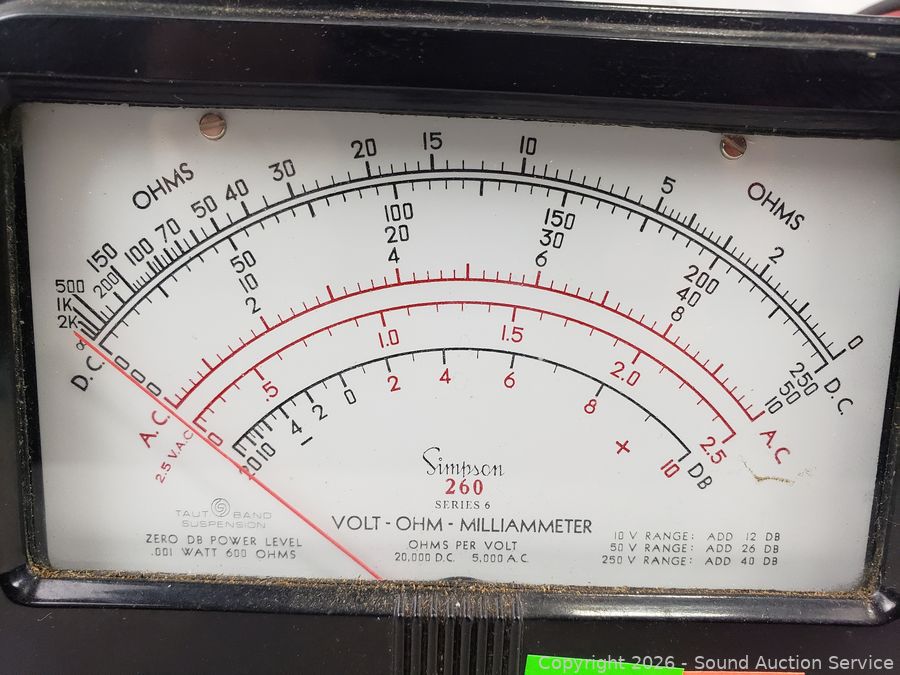 OHMS
OHMS
500 200 150 100 70 50 40 30 20 15 10 5 2 0
1K
2K
∞
D.C. 0 50 100 150 200 250 D.C.
0 10 20 30 40 50
0 2 4 6 8 10
A.C. A.C.
2.5 V.A.C. 0 .5 1.0 1.5 2.0 2.5
20 10 4 2 0 2 4 6 8 10 DB
− +
Simpson
260
SERIES 6
TAUT BAND
SUSPENSION
VOLT - OHM - MILLIAMMETER
ZERO DB POWER LEVEL
.001 WATT 600 OHMS
OHMS PER VOLT
20,000 D.C. 5,000 A.C.
10 V RANGE: ADD 12 DB
50 V RANGE: ADD 26 DB
250 V RANGE: ADD 40 DB
Copyright 2026 - Sound Auction Service